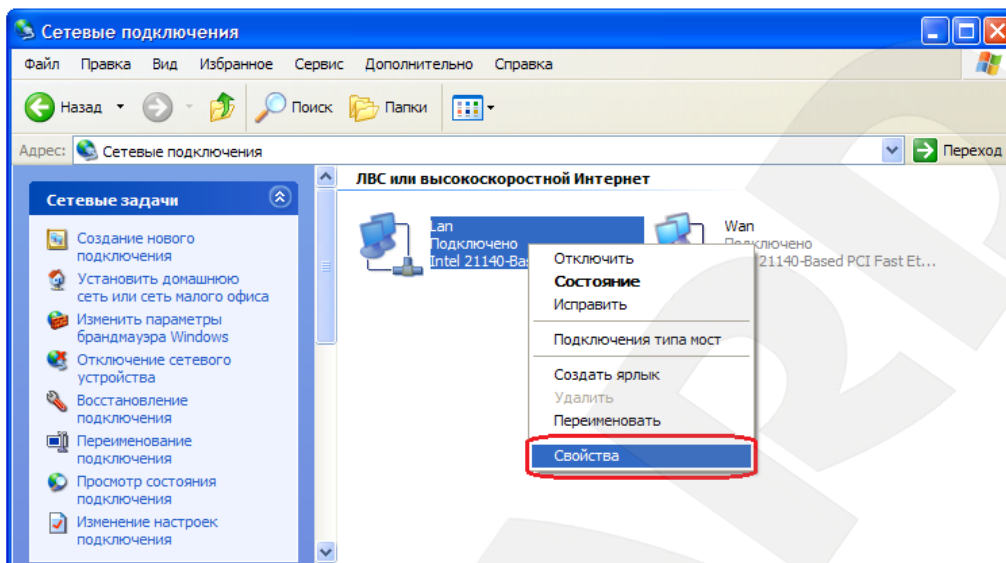 Сетевые подключения
Файл Правка Вид Избранное Сервис Дополнительно Справка
Назад Поиск Папки
Адрес: Сетевые подключения Переход
Сетевые задачи
Создание нового
подключения
Установить домашнюю
сеть или сеть малого офиса
Изменить параметры
брандмауэра Windows
Отключение сетевого
устройства
Восстановление
подключения
Переименование
подключения
Просмотр состояния
подключения
Изменение настроек
подключения
ЛВС или высокоскоростной Интернет
Lan
Подключено
Intel 21140-Bas
Wan
Подключено
21140-Based PCI Fast Et...
Отключить
Состояние
Исправить
Подключения типа мост
Создать ярлык
Удалить
Переименовать
Свойства